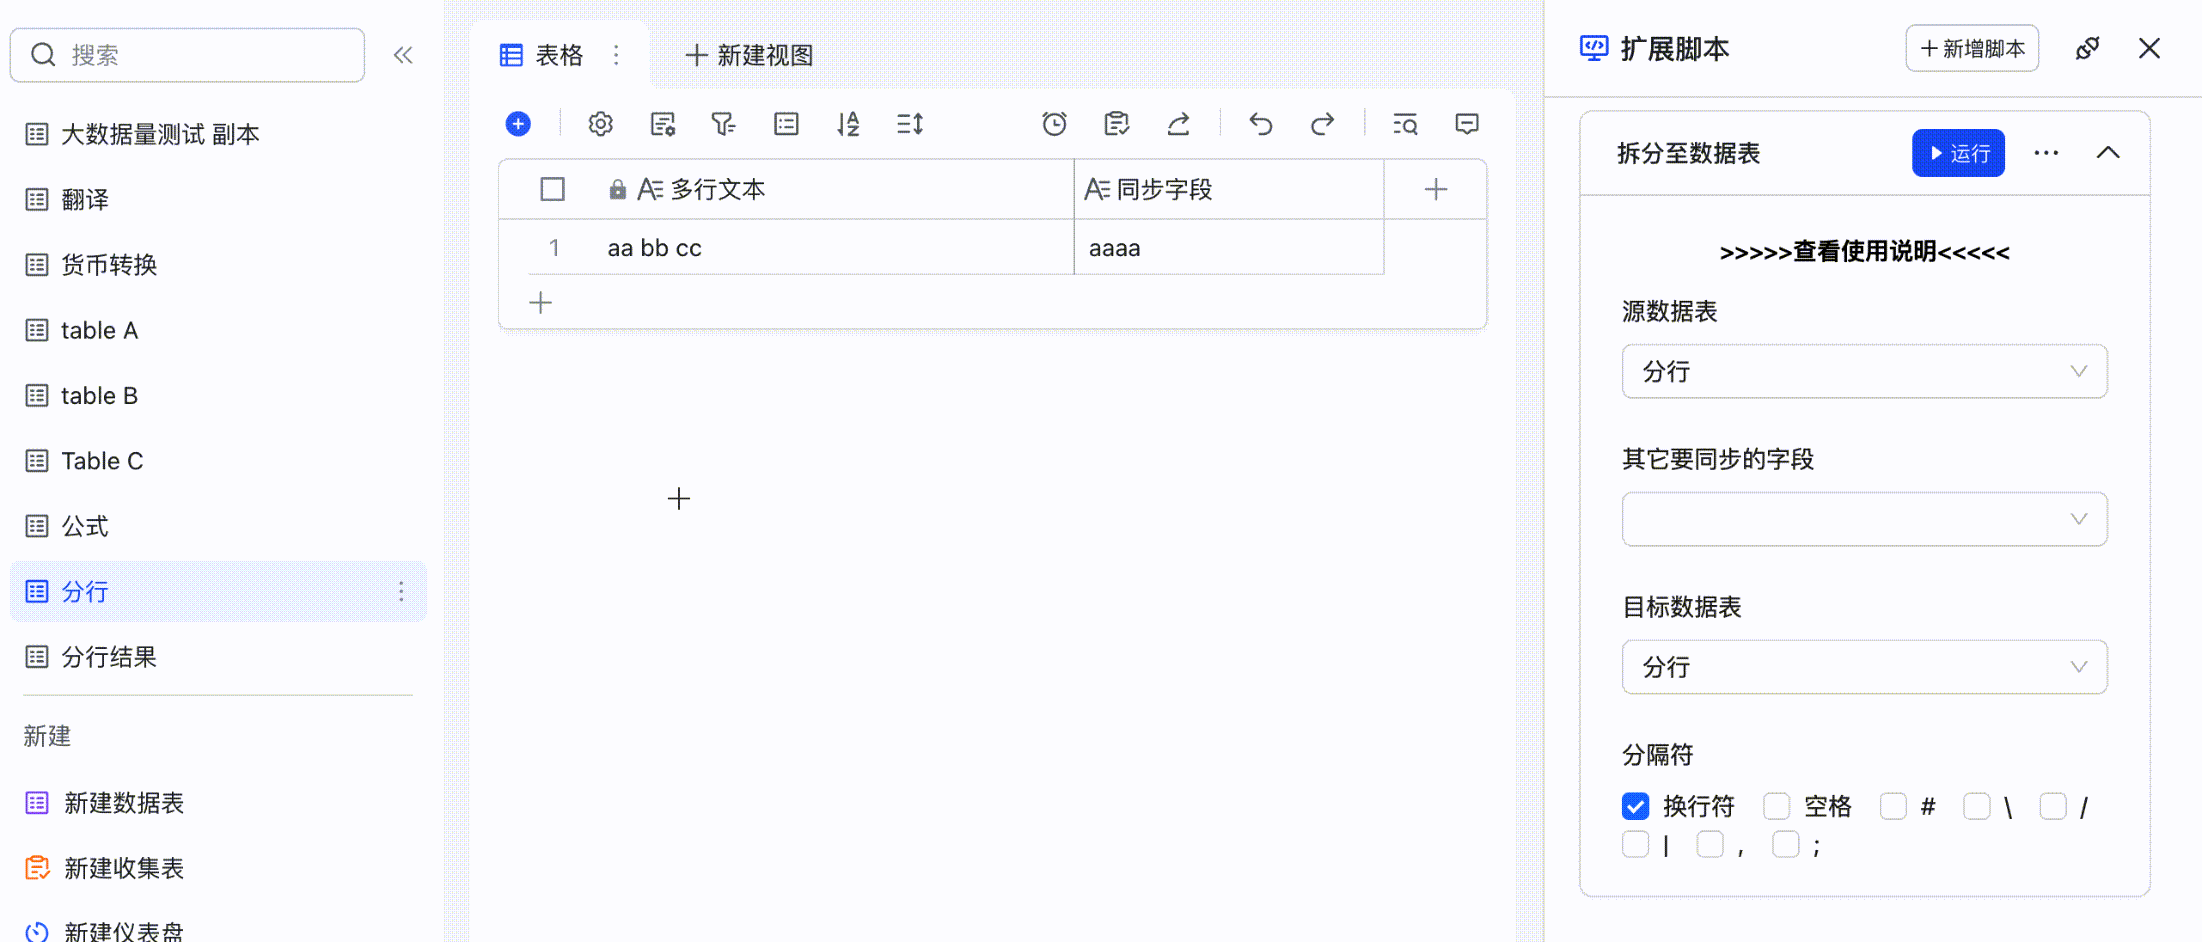 搜索
大数据量测试 副本
翻译
货币转换
table A
table B
Table C
公式
分行
分行结果
新建
新建数据表
新建收集表
新建仪表盘
表格
新建视图
多行文本 同步字段
1 aa bb cc aaaa
扩展脚本
新增脚本
拆分至数据表
运行
>>>>>查看使用说明<<<<<
源数据表
分行
其它要同步的字段
目标数据表
分行
分隔符
换行符 空格 # \ /
| , ;